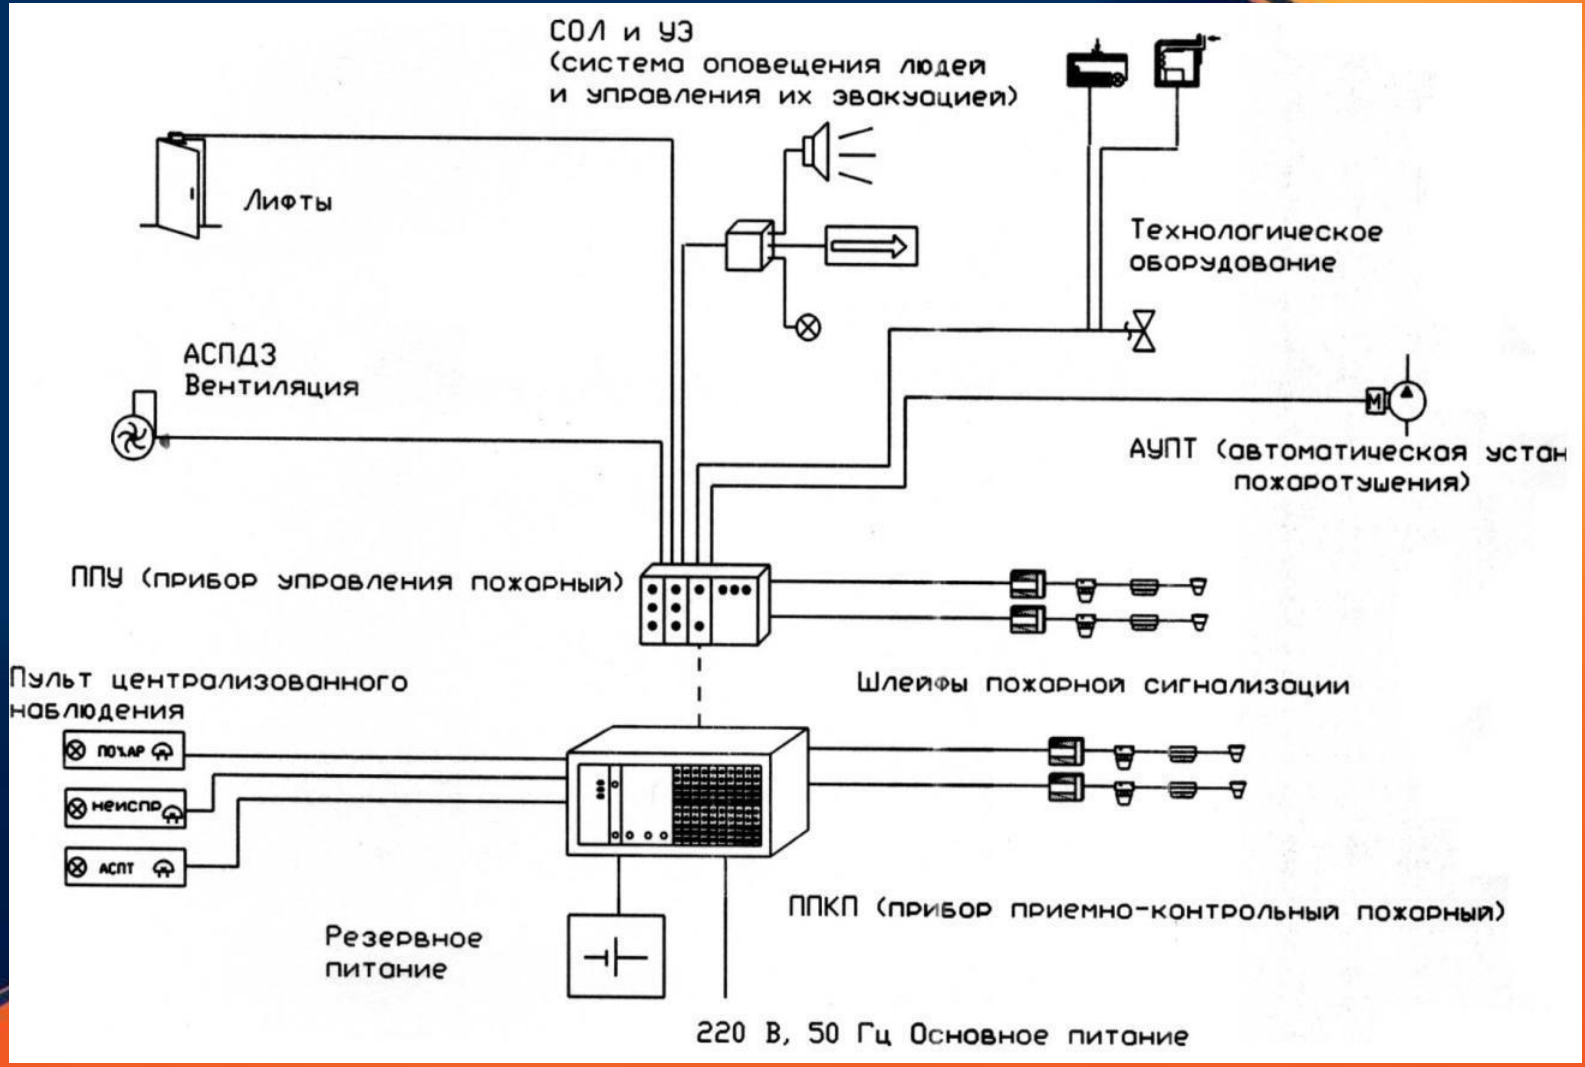 СОЛ и УЭ
(система оповещения людей
и управления их эвакуацией)
Лифты
Технологическое
оборудование
АСПДЗ
Вентиляция
М
АУПТ (автоматическая устан
пожаротушения)
ППУ (прибор управления пожарный)
Пульт централизованного
наблюдения
Шлейфы пожарной сигнализации
ПОЖАР
НЕИСПР
АСПТ
ППКП (прибор приемно-контрольный пожарный)
Резервное
питание
220 В, 50 Гц Основное питание